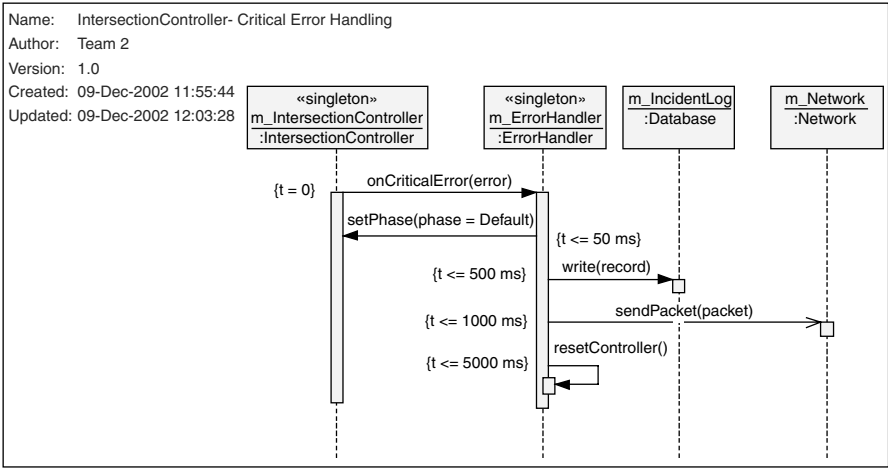 Name: IntersectionController- Critical Error Handling
Author: Team 2
Version: 1.0
Created: 09-Dec-2002 11:55:44
Updated: 09-Dec-2002 12:03:28
«singleton»
m_IntersectionController
:IntersectionController
«singleton»
m_ErrorHandler
:ErrorHandler
m_IncidentLog
:Database
m_Network
:Network
{t = 0}
onCriticalError(error)
setPhase(phase = Default)
{t <= 50 ms}
{t <= 500 ms}
write(record)
{t <= 1000 ms}
sendPacket(packet)
{t <= 5000 ms}
resetController()